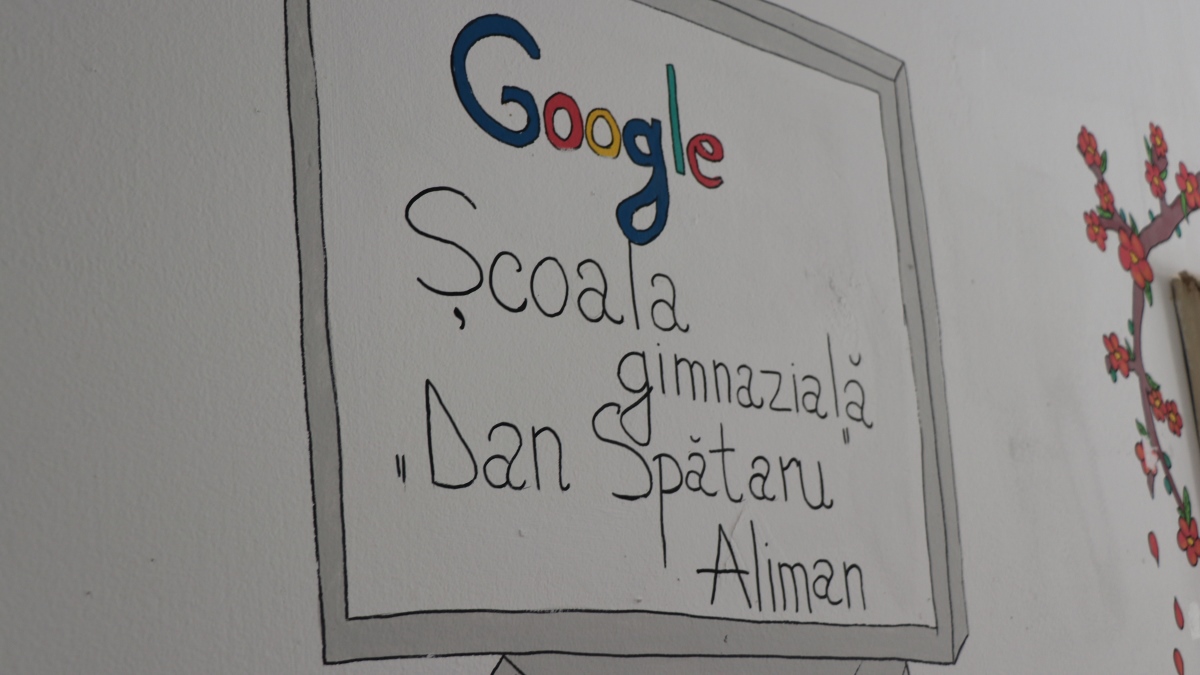 Google
Școala
gimnazială
„Dan Spătaru”
Aliman